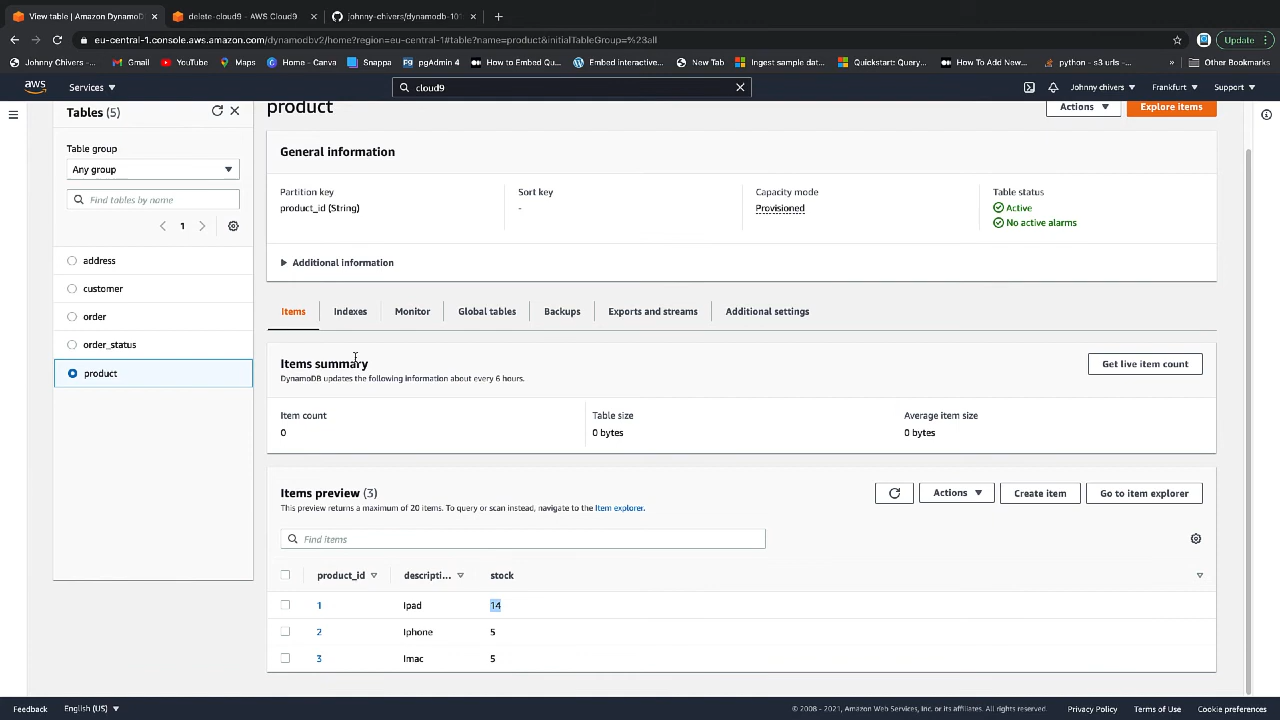 View table | Amazon DynamoD
delete-cloud9 - AWS Cloud9
johnny-chivers/dynamodb-10
eu-central-1.console.aws.amazon.com/dynamodbv2/home?region=eu-central-1#table?name=product&initialTableGroup=%23all
Update
Johnny Chivers
Gmail
YouTube
Maps
Home - Canva
Snappa
pgAdmin 4
How to Embed Quo...
Embed interactive...
New Tab
Ingest sample dat...
How To Add New...
python - s3 urls -...
Other Bookmarks
aws
Services
cloud9
Johnny chivers
Frankfurt
Support
Tables (5)
Table group
Any group
Find tables by name
1
address
customer
order
order_status
product
product
Actions
Explore items
General information
Partition key
product_id (String)
Sort key
-
Capacity mode
Provisioned
Table status
Active
No active alarms
Additional information
Items
Indexes
Monitor
Global tables
Backups
Exports and streams
Additional settings
Items summary
DynamoDB updates the following information about every 6 hours.
Get live item count
Item count
0
Table size
0 bytes
Average item size
0 bytes
Items preview (3)
This preview returns a maximum of 20 items. To query or scan instead, navigate to the Item explorer.
Actions
Create item
Go to item explorer
Find items
product_id descripti... stock
1 Ipad 14
2 Iphone 5
3 Imac 5
Feedback
English (US)
© 2008 - 2021, Amazon Web Services, Inc. or its affiliates. All rights reserved.
Privacy Policy
Terms of Use
Cookie preferences